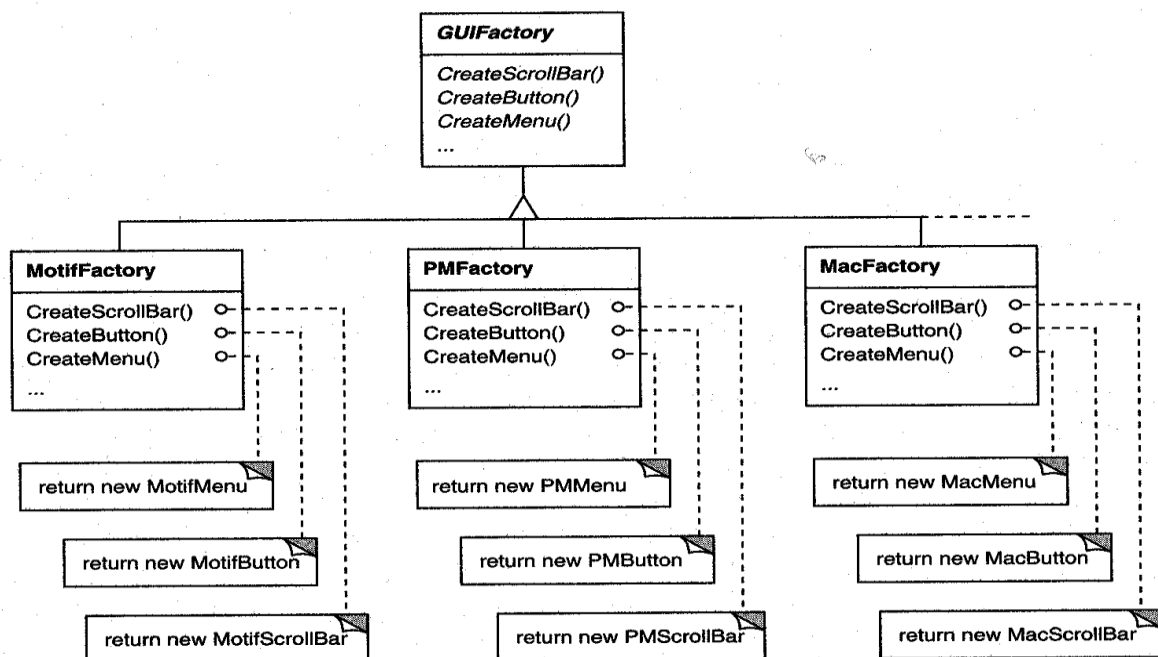 GUIFactory
CreateScrollBar()
CreateButton()
CreateMenu()
...
MotifFactory
CreateScrollBar()
CreateButton()
CreateMenu()
...
PMFactory
CreateScrollBar()
CreateButton()
CreateMenu()
...
MacFactory
CreateScrollBar()
CreateButton()
CreateMenu()
...
return new MotifMenu
return new PMMenu
return new MacMenu
return new MotifButton
return new PMButton
return new MacButton
return new MotifScrollBar
return new PMScrollBar
return new MacScrollBar